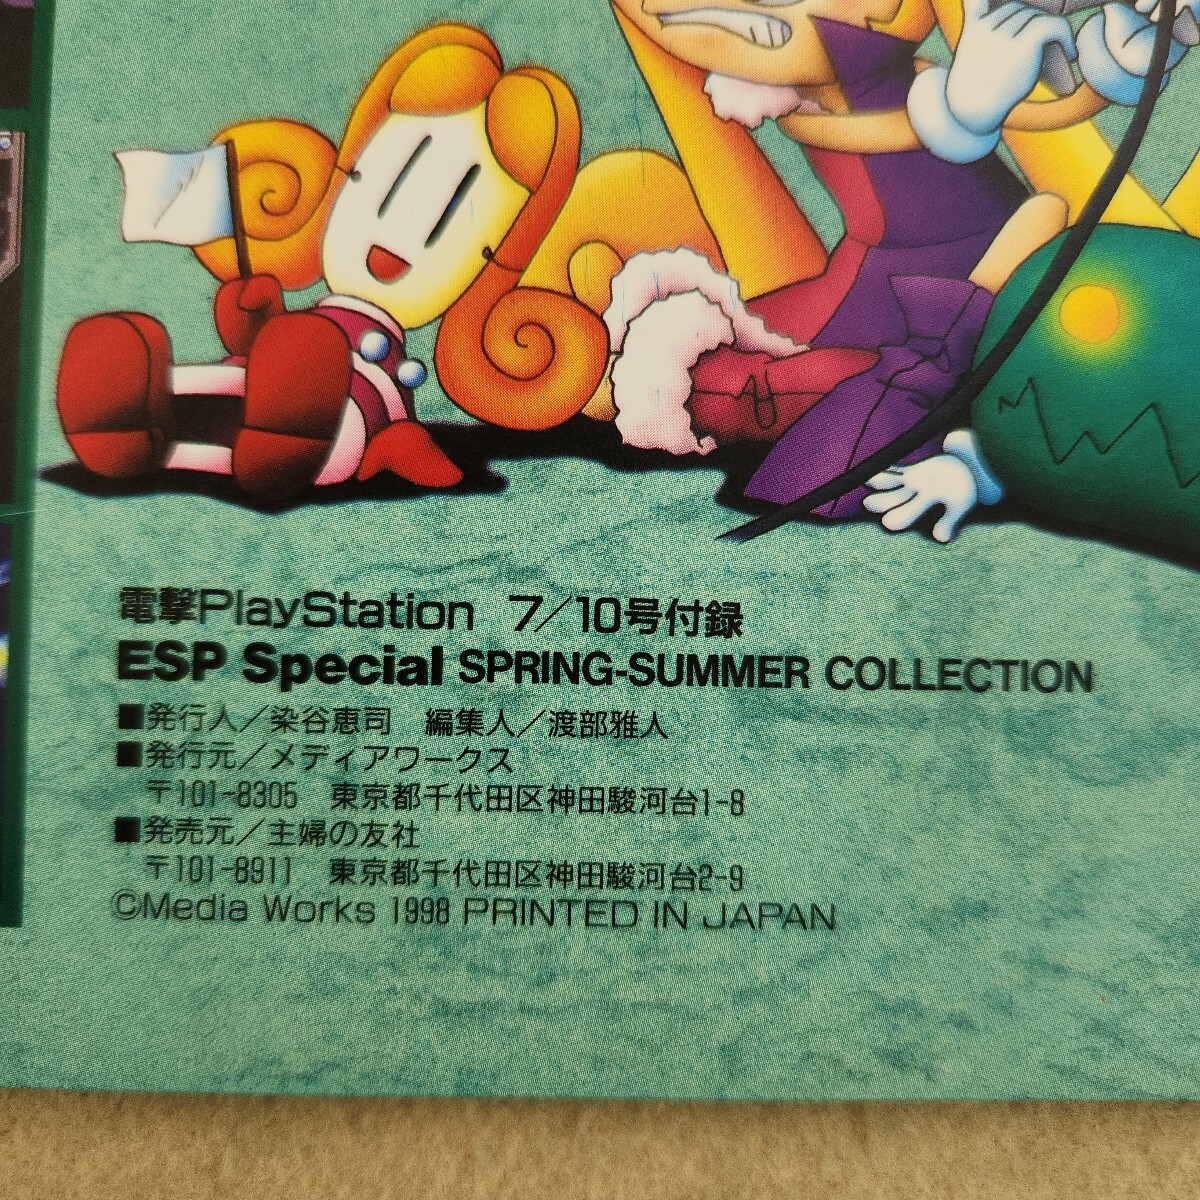 電撃PlayStation 7/10号付録
ESP Special SPRING-SUMMER COLLECTION
■発行人/染谷恵司 編集人/渡部雅人
■発行元/メディアワークス
〒101-8305 東京都千代田区神田駿河台1-8
■発売元/主婦の友社
〒101-8911 東京都千代田区神田駿河台2-9
©Media Works 1998 PRINTED IN JAPAN